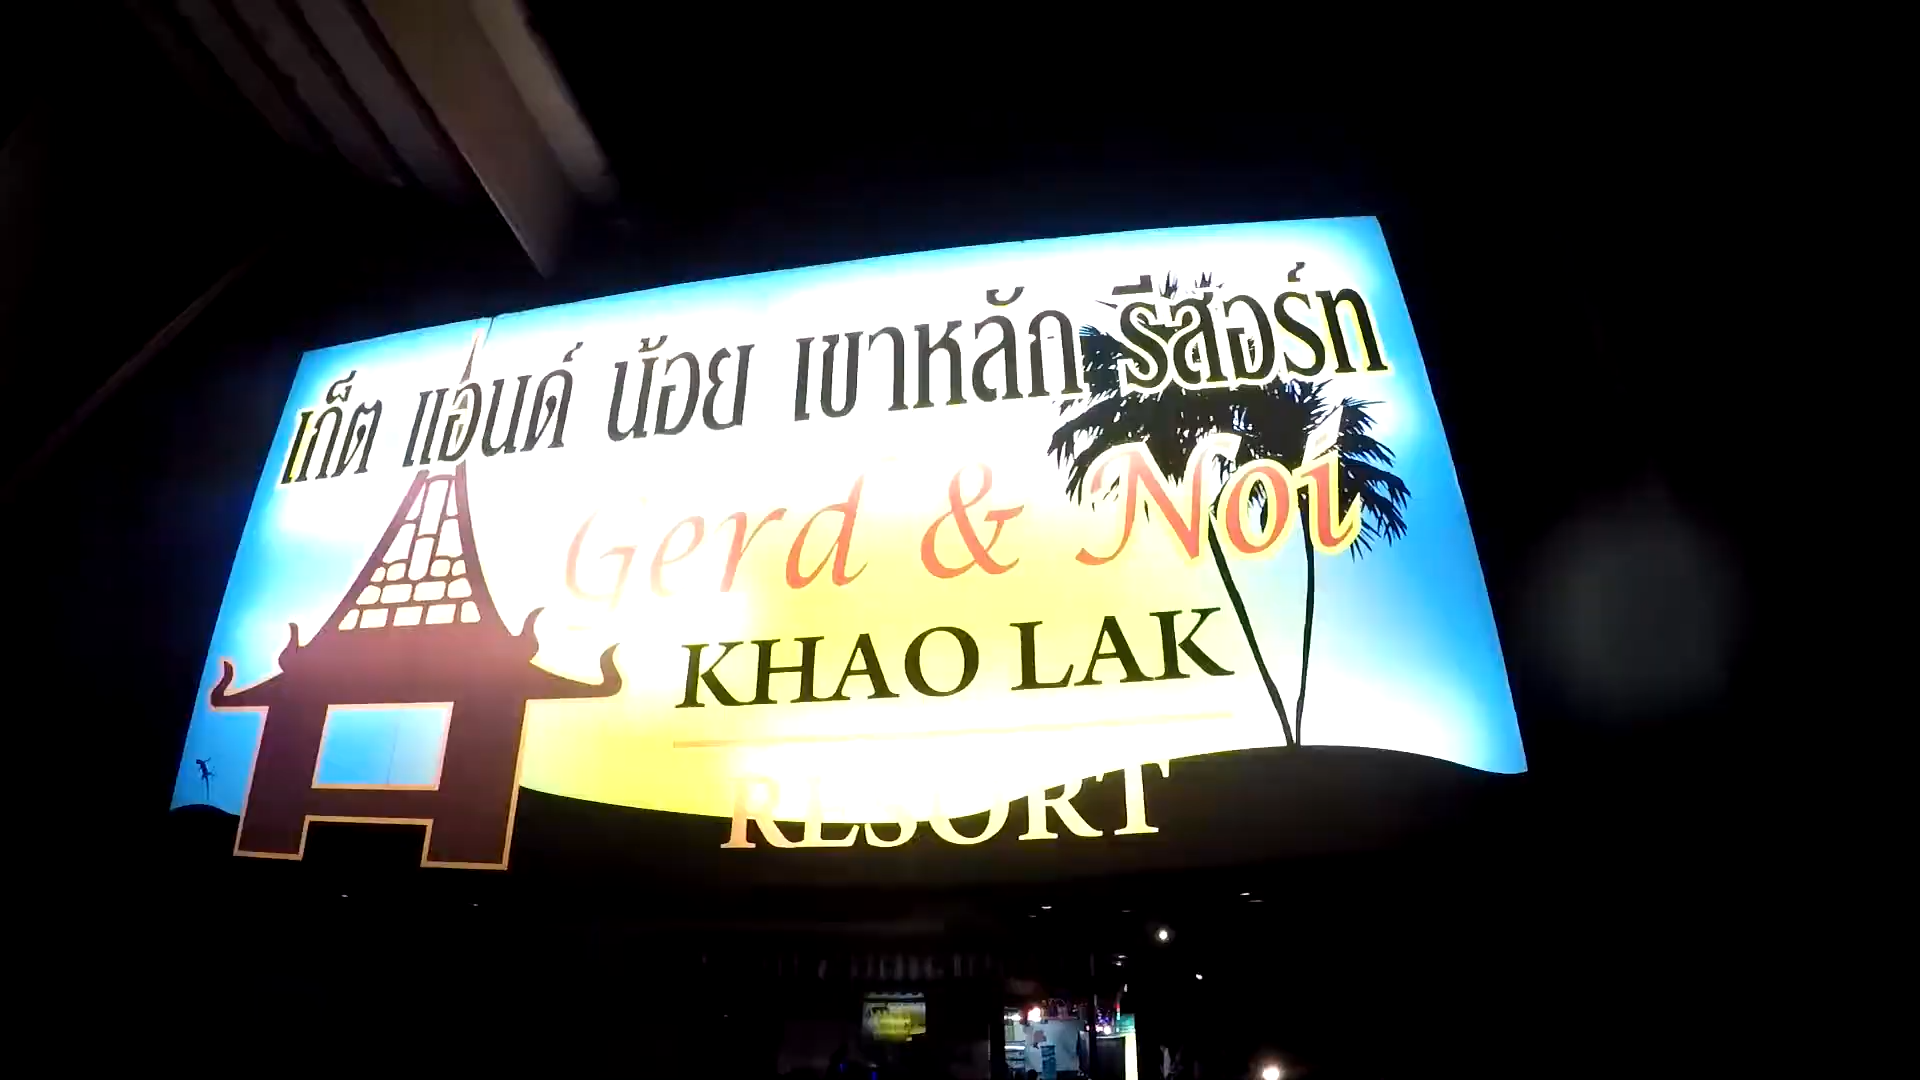 เก็ต แอนด์ น้อย เขาหลัก รีสอร์ท
Gerd & Noi
KHAO LAK
RESORT